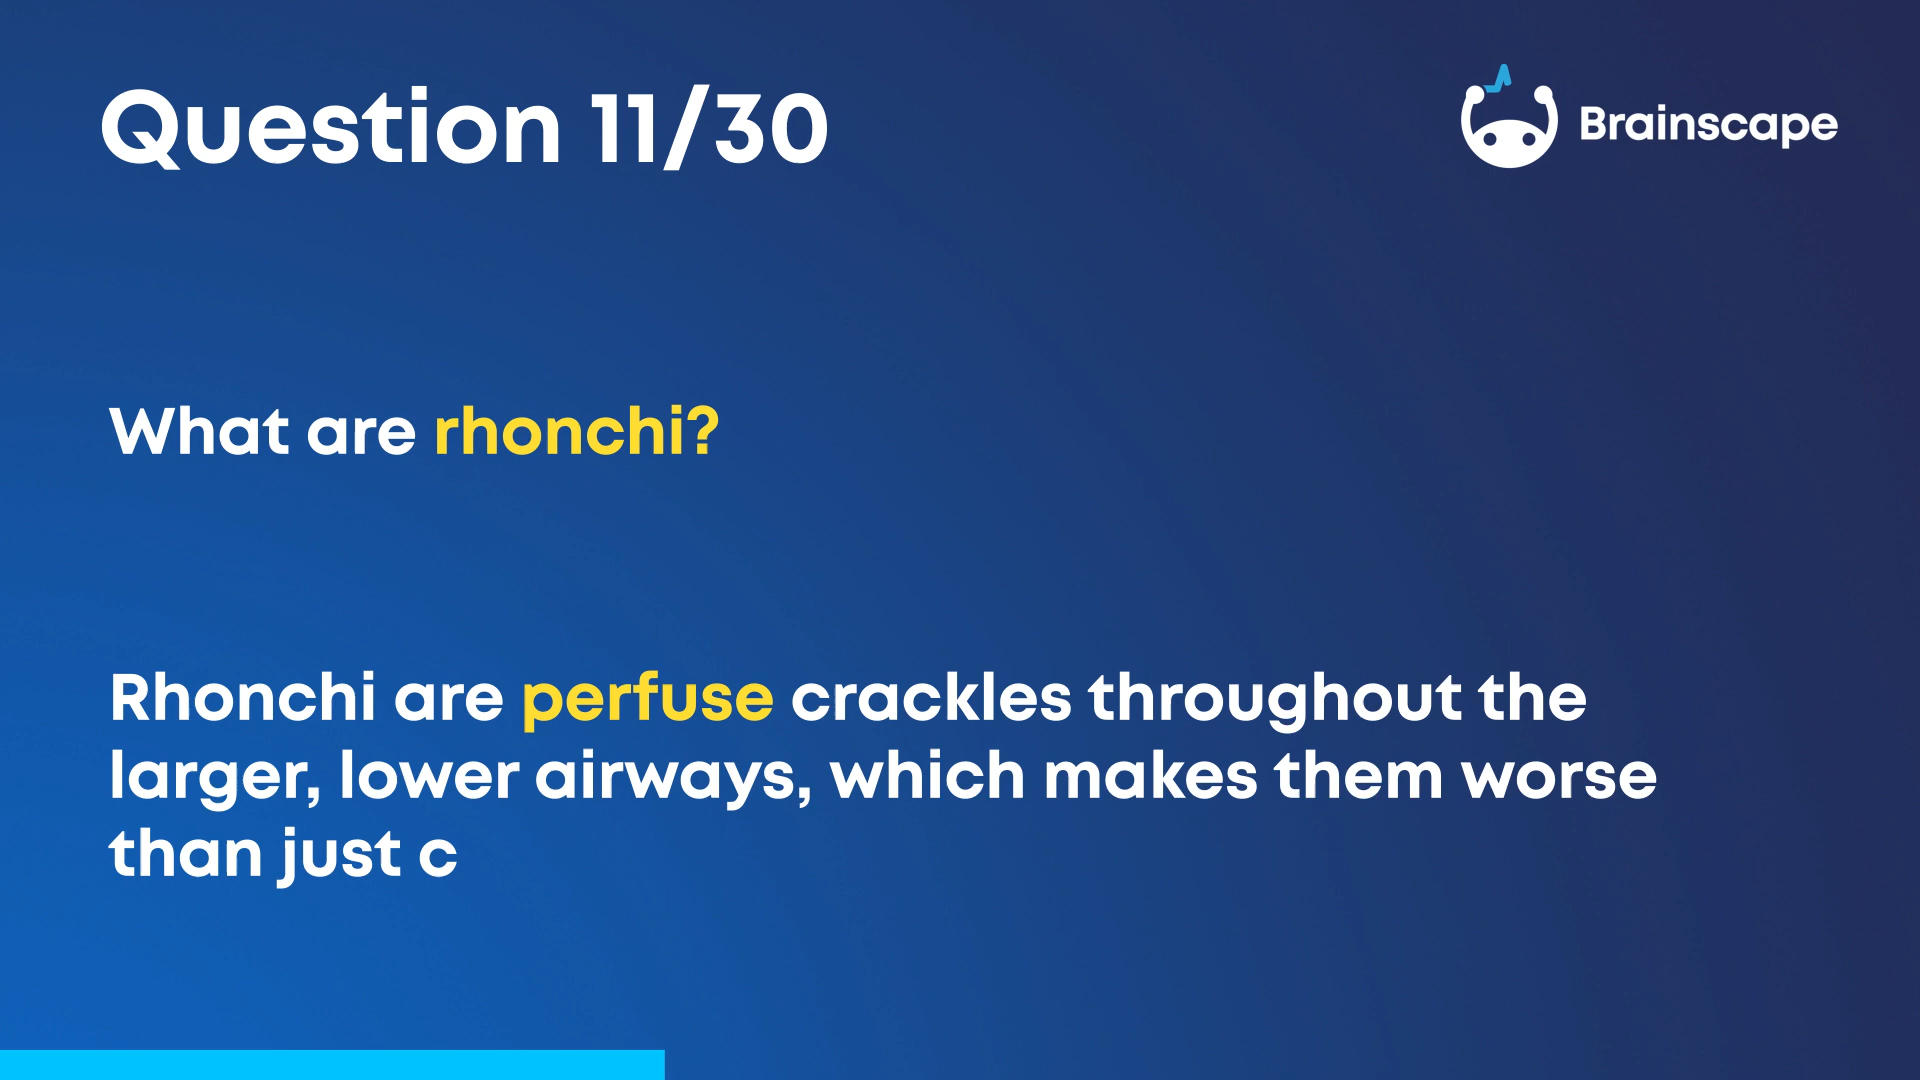 Question 11/30
Brainscape
What are rhonchi?
Rhonchi are perfuse crackles throughout the
larger, lower airways, which makes them worse
than just c